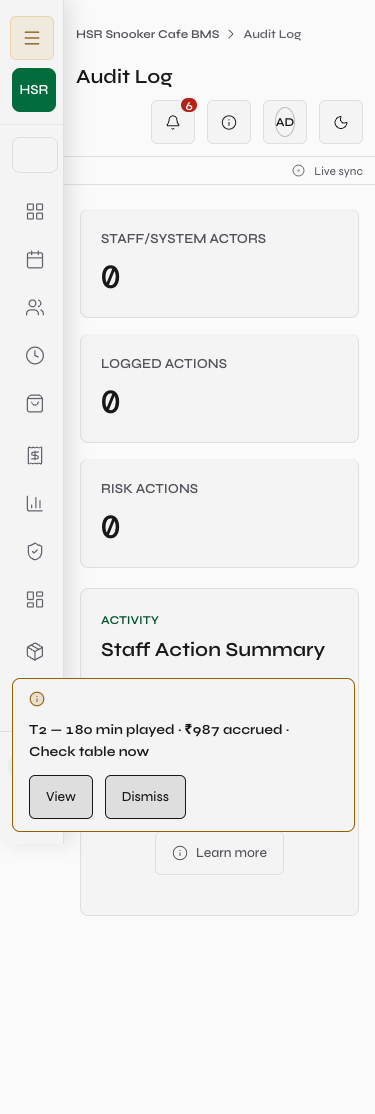 HSR Snooker Cafe BMS > Audit Log
HSR
Audit Log
6
AD
Live sync
STAFF/SYSTEM ACTORS
0
LOGGED ACTIONS
0
RISK ACTIONS
0
ACTIVITY
Staff Action Summary
T2 — 180 min played · ₹987 accrued ·
Check table now
View
Dismiss
Learn more